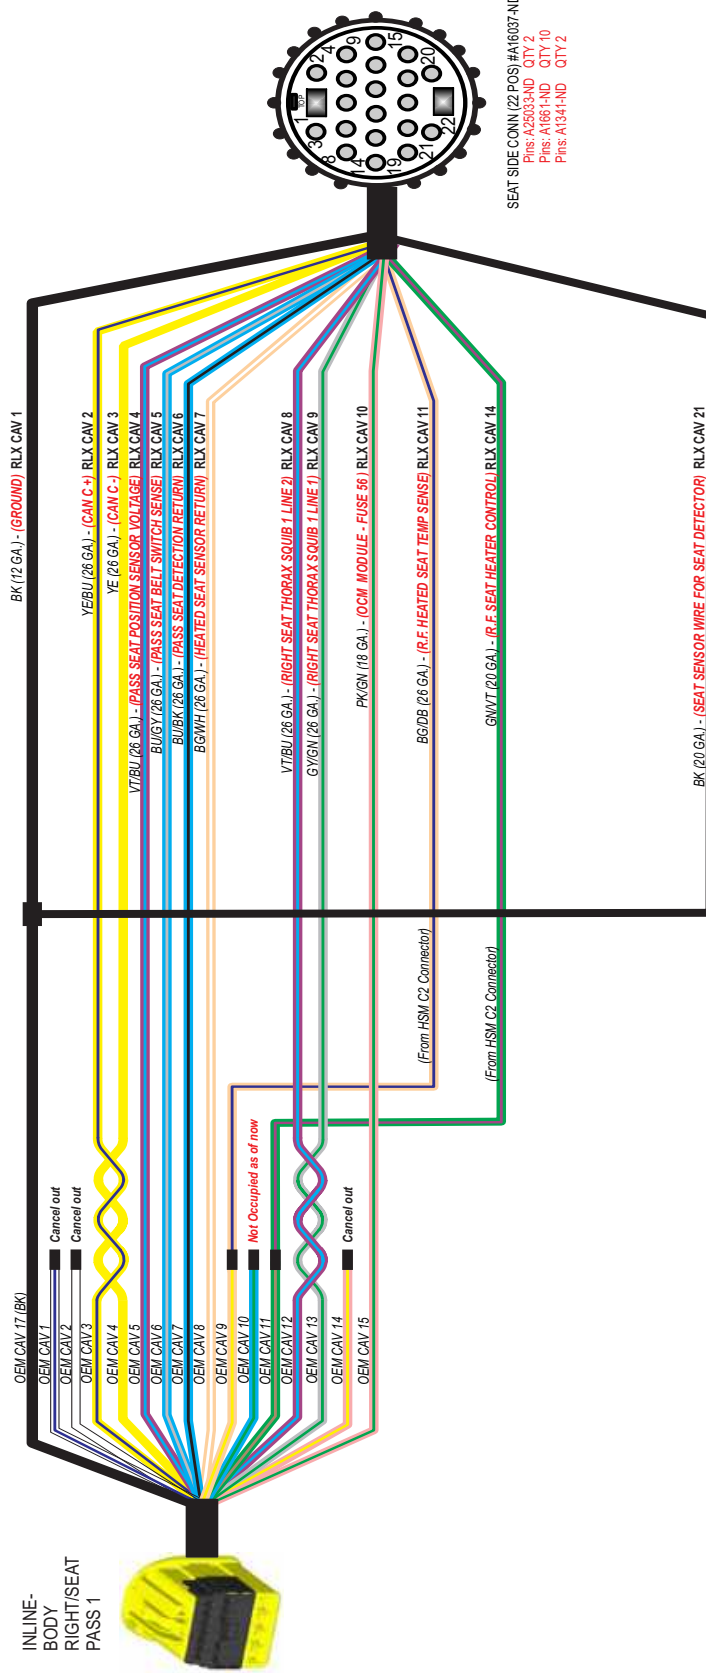 INLINE-
BODY
RIGHT/SEAT
PASS 1
OEM CAV 17 (BK)
OEM CAV 1
OEM CAV 2
OEM CAV 3
OEM CAV 4
OEM CAV 5
OEM CAV 6
OEM CAV 7
OEM CAV 8
OEM CAV 9
OEM CAV 10
OEM CAV 11
OEM CAV 12
OEM CAV 13
OEM CAV 14
OEM CAV 15
Cancel out
Cancel out
Not Occupied as of now
Cancel out
(From HSM C2 Connector)
(From HSM C2 Connector)
BK (12 GA.) - (GROUND) RLX CAV 1
YE/BU (26 GA.) - (CAN C +) RLX CAV 2
YE (26 GA.) - (CAN C -) RLX CAV 3
VT/BU (26 GA.) - (PASS SEAT POSITION SENSOR VOLTAGE) RLX CAV 4
BU/GY (26 GA.) - (PASS SEAT BELT SWITCH SENSE) RLX CAV 5
BU/BK (26 GA.) - (PASS SEAT DETECTION RETURN) RLX CAV 6
BG/WH (26 GA.) - (HEATED SEAT SENSOR RETURN) RLX CAV 7
VT/BU (26 GA.) - (RIGHT SEAT THORAX SQUIB 1 LINE 2) RLX CAV 8
GY/GN (26 GA.) - (RIGHT SEAT THORAX SQUIB 1 LINE 1) RLX CAV 9
PK/GN (18 GA.) - (OCM MODULE - FUSE 56) RLX CAV 10
BG/DB (26 GA.) - (R.F. HEATED SEAT TEMP SENSE) RLX CAV 11
GN/VT (20 GA.) - (R.F. SEAT HEATER CONTROL) RLX CAV 14
BK (20 GA.) - (SEAT SENSOR WIRE FOR SEAT DETECTOR) RLX CAV 21
TOP
1
2
3
4
8
9
14
15
19
20
21
22
SEAT SIDE CONN (22 POS) #A16037-ND
Pins: A25033-ND QTY 2
Pins: A1661-ND QTY 10
Pins: A1341-ND QTY 2